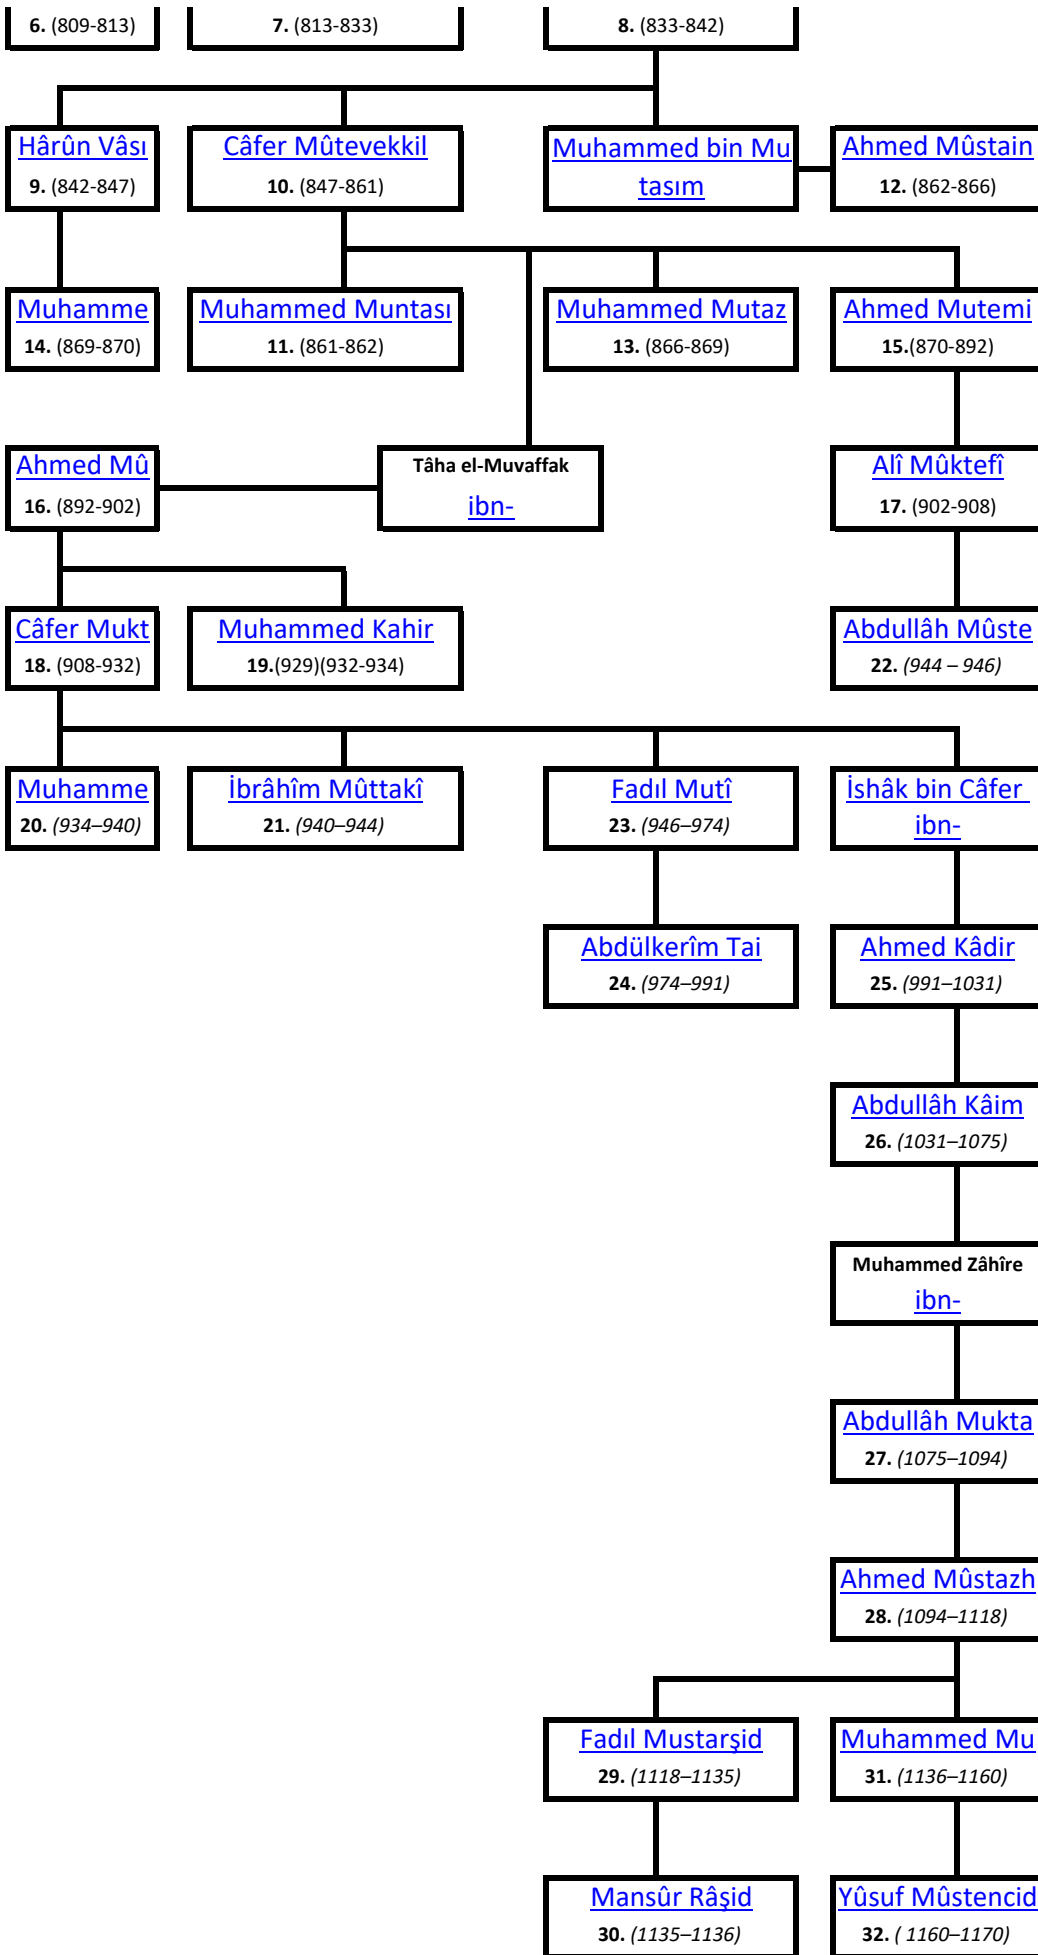 6. (809-813)
7. (813-833)
8. (833-842)
Hârûn Vâsı
9. (842-847)
Câfer Mûtevekkil
10. (847-861)
Muhammed bin Mu
tasım
Ahmed Mûstain
12. (862-866)
Muhamme
14. (869-870)
Muhammed Muntası
11. (861-862)
Muhammed Mutaz
13. (866-869)
Ahmed Mutemi
15.(870-892)
Ahmed Mû
16. (892-902)
Tâha el-Muvaffak
ibn-
Alî Mûktefî
17. (902-908)
Câfer Mukt
18. (908-932)
Muhammed Kahir
19.(929)(932-934)
Abdullâh Mûste
22. (944 – 946)
Muhamme
20. (934–940)
İbrâhîm Mûttakî
21. (940–944)
Fadıl Mutî
23. (946–974)
İshâk bin Câfer
ibn-
Abdülkerîm Tai
24. (974–991)
Ahmed Kâdir
25. (991–1031)
Abdullâh Kâim
26. (1031–1075)
Muhammed Zâhîre
ibn-
Abdullâh Mukta
27. (1075–1094)
Ahmed Mûstazh
28. (1094–1118)
Fadıl Mustarşid
29. (1118–1135)
Muhammed Mu
31. (1136–1160)
Mansûr Râşid
30. (1135–1136)
Yûsuf Mûstencid
32. ( 1160–1170)